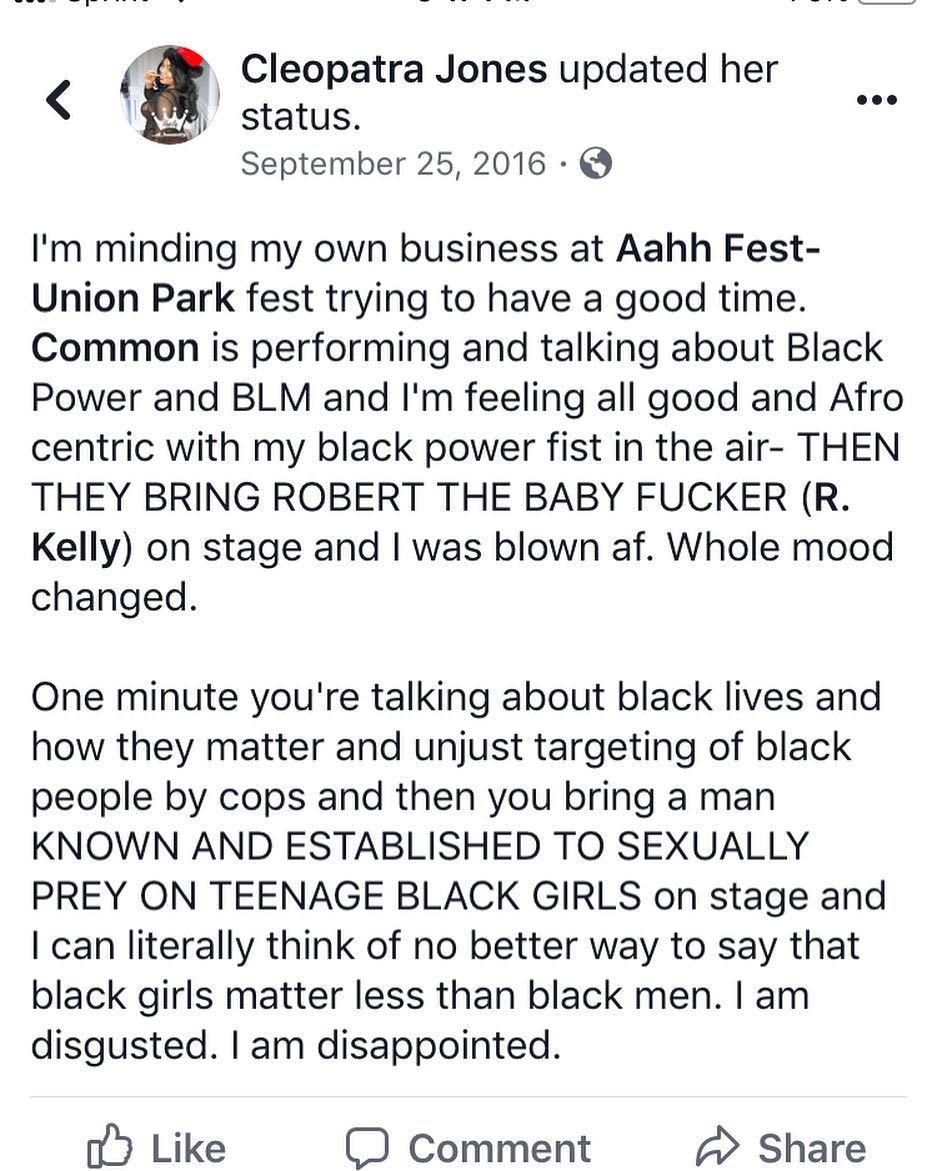 Cleopatra Jones updated her
status.
September 25, 2016 ·
I'm minding my own business at Aahh Fest-
Union Park fest trying to have a good time.
Common is performing and talking about Black
Power and BLM and I'm feeling all good and Afro
centric with my black power fist in the air- THEN
THEY BRING ROBERT THE BABY FUCKER (R.
Kelly) on stage and I was blown af. Whole mood
changed.
One minute you're talking about black lives and
how they matter and unjust targeting of black
people by cops and then you bring a man
KNOWN AND ESTABLISHED TO SEXUALLY
PREY ON TEENAGE BLACK GIRLS on stage and
I can literally think of no better way to say that
black girls matter less than black men. I am
disgusted. I am disappointed.
Like Comment Share